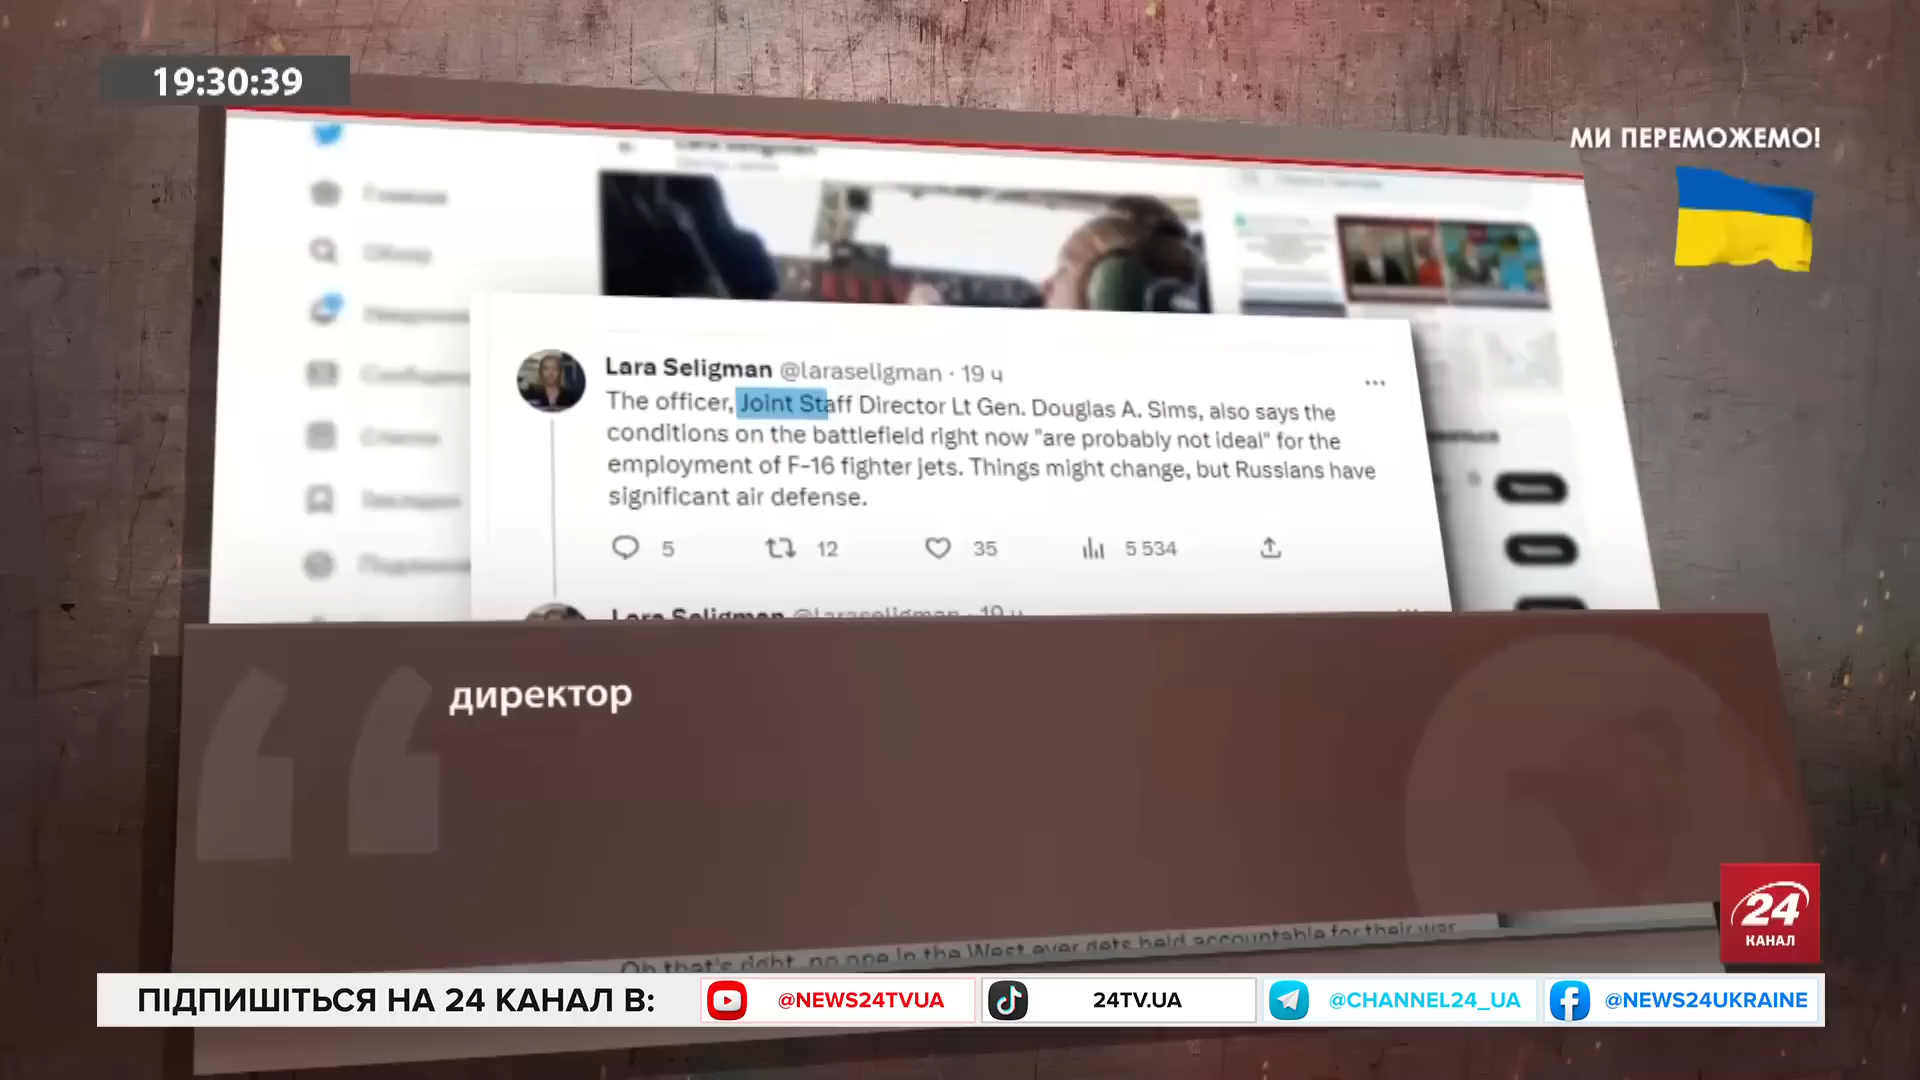 19:30:39
МИ ПЕРЕМОЖЕМО!
Главная
Обзор
Lara Seligman @laraseligman · 19 ч
The officer, Joint Staff Director Lt Gen. Douglas A. Sims, also says the
conditions on the battlefield right now "are probably not ideal" for the
employment of F-16 fighter jets. Things might change, but Russians have
significant air defense.
5 12 35 5 534
Lara Seligman @laraseligman · 19 ч
директор
24
КАНАЛ
Oh that's right, no one in the West ever gets held accountable for their war
ПІДПИШІТЬСЯ НА 24 КАНАЛ В:
@NEWS24TVUA
24TV.UA
@CHANNEL24_UA
@NEWS24UKRAINE